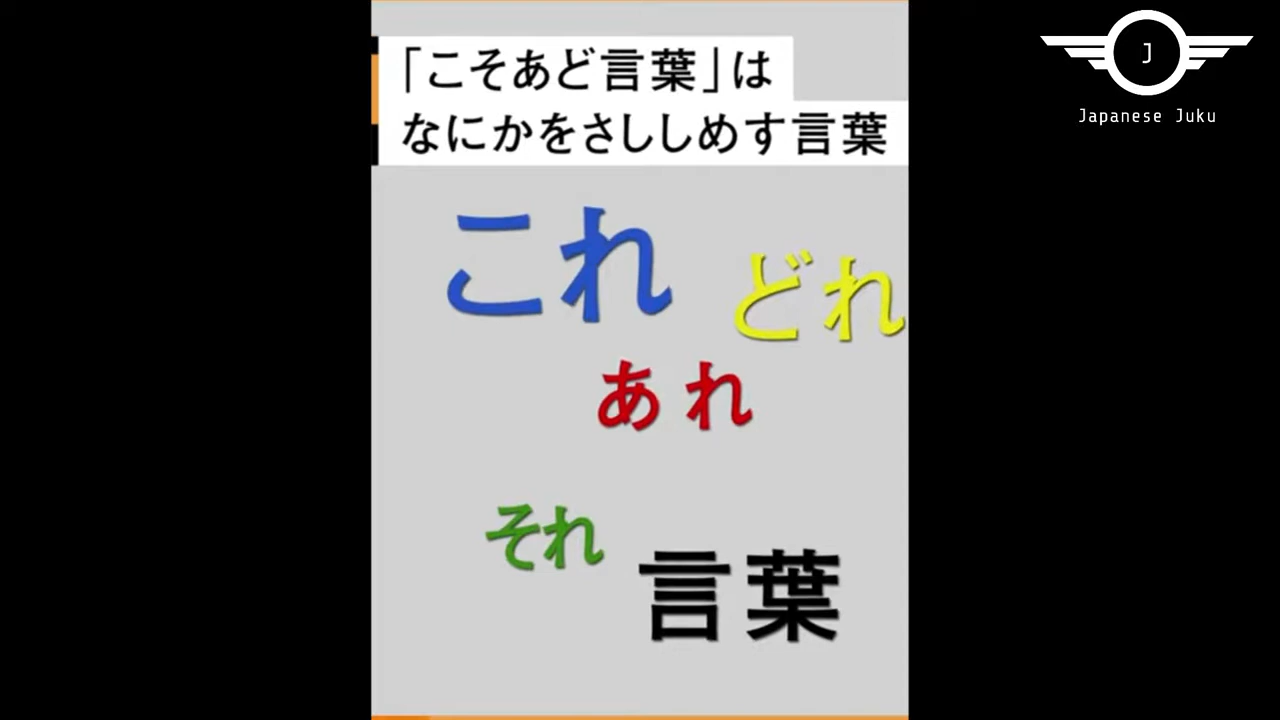 「こそあど言葉」は
なにかをさししめす言葉
これ
どれ
あれ
それ
言葉
J
Japanese Juku